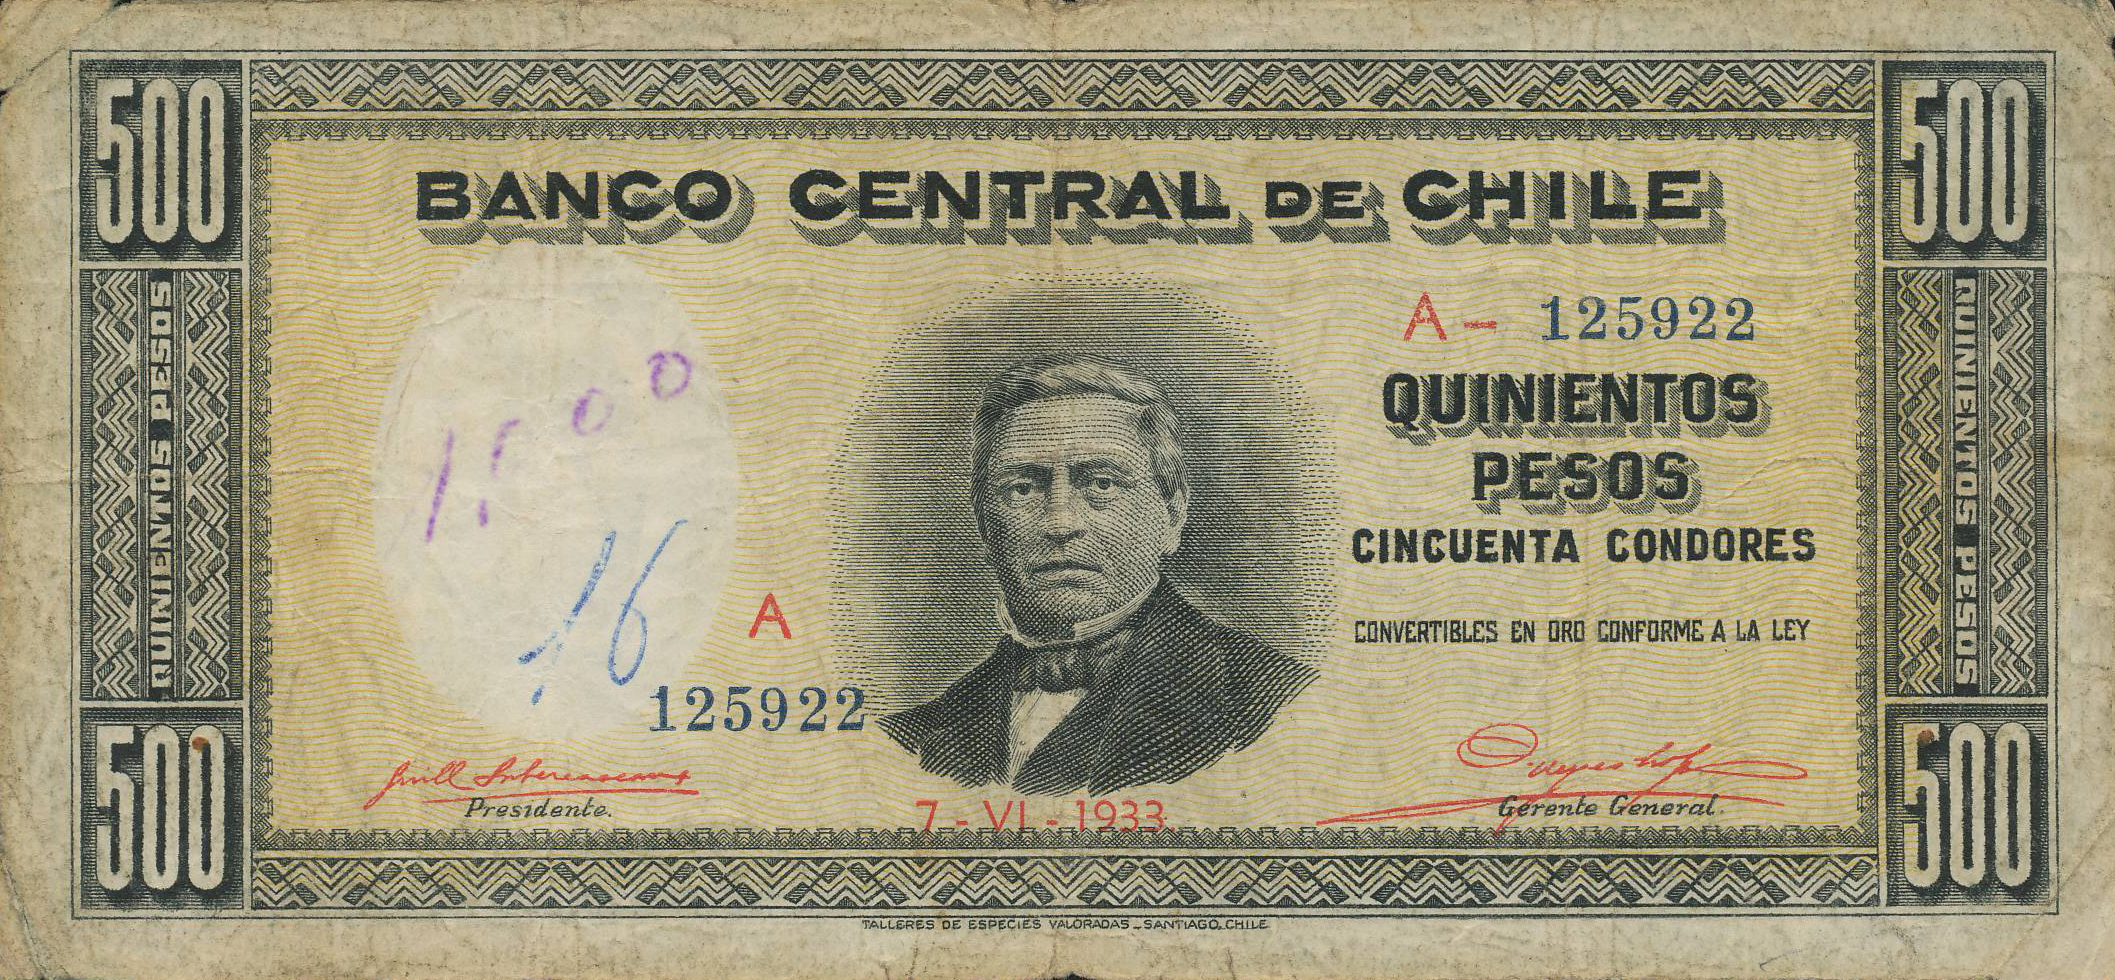 500
500
BANCO CENTRAL DE CHILE
A - 125922
QUINIENTOS
PESOS
CINCUENTA CONDORES
CONVERTIBLES EN ORO CONFORME A LA LEY
QUINIENTOS PESOS
QUINIENTOS PESOS
16
A
125922
Presidente.
7 - VI - 1933.
Gerente General.
500
500
TALLERES DE ESPECIES VALORADAS _ SANTIAGO, CHILE